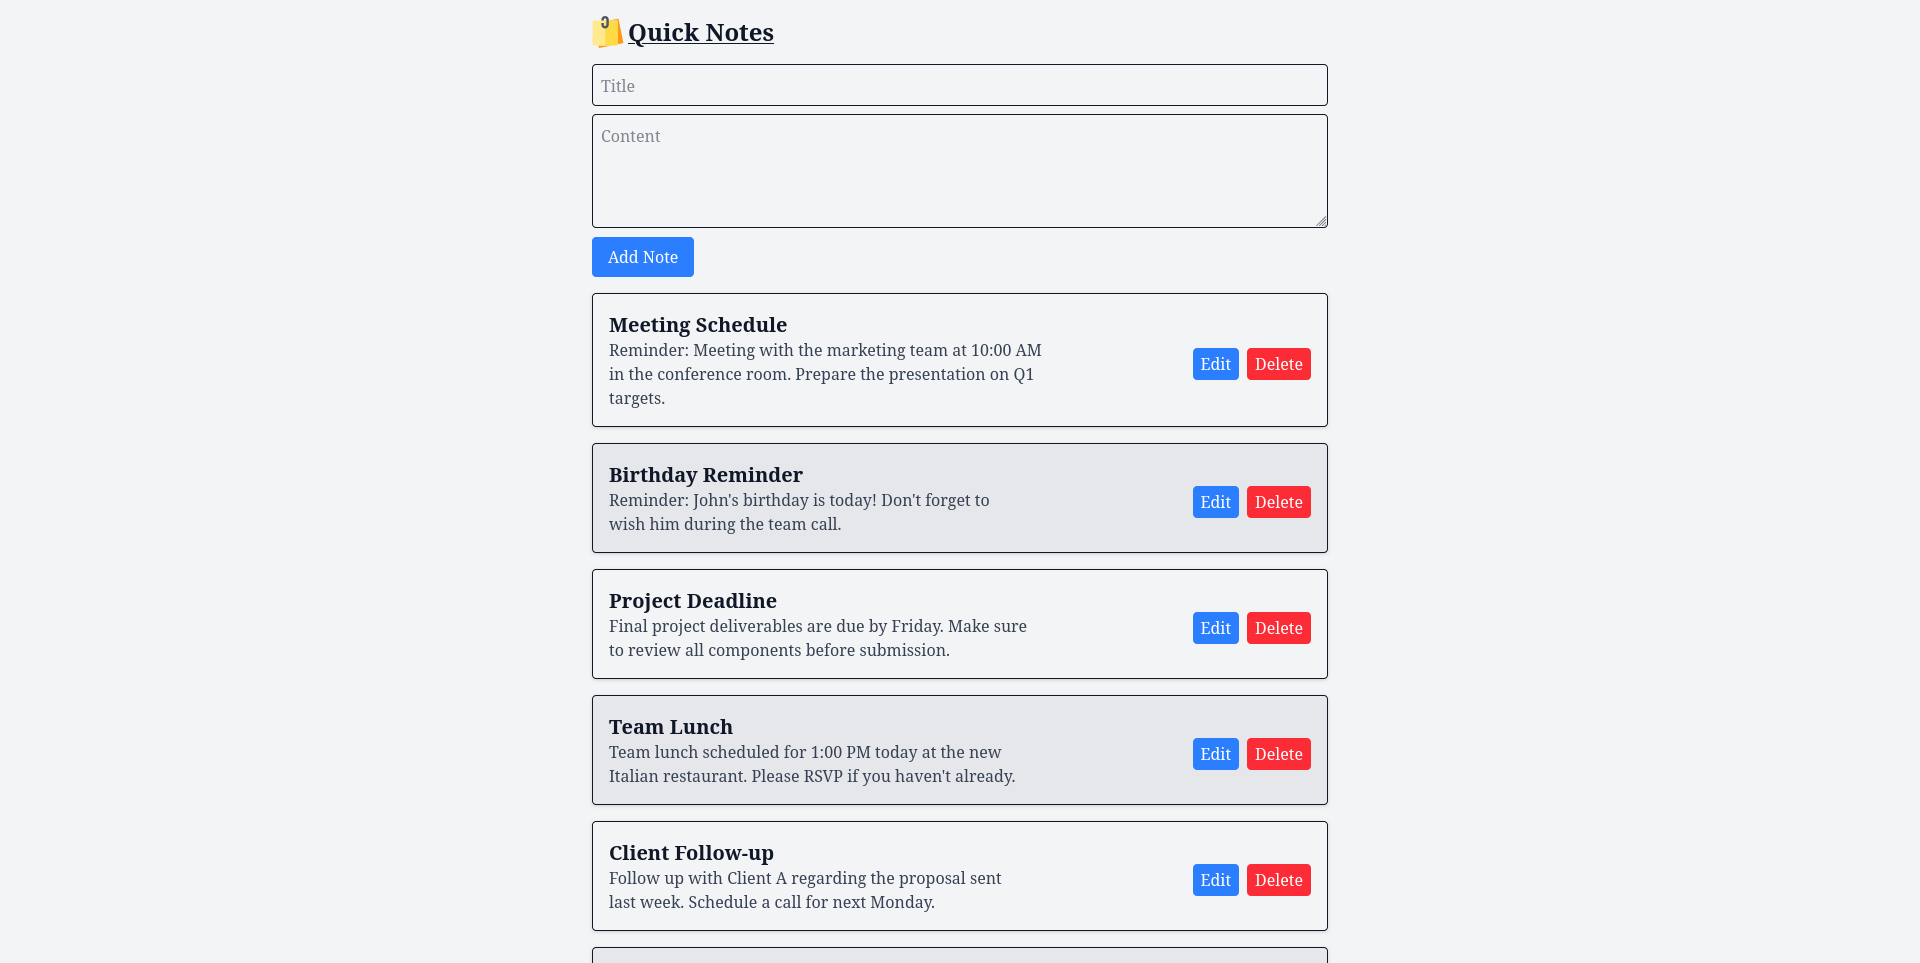 Quick Notes
Title
Content
Add Note
Meeting Schedule
Reminder: Meeting with the marketing team at 10:00 AM
in the conference room. Prepare the presentation on Q1
targets.
Edit Delete
Birthday Reminder
Reminder: John's birthday is today! Don't forget to
wish him during the team call.
Edit Delete
Project Deadline
Final project deliverables are due by Friday. Make sure
to review all components before submission.
Edit Delete
Team Lunch
Team lunch scheduled for 1:00 PM today at the new
Italian restaurant. Please RSVP if you haven't already.
Edit Delete
Client Follow-up
Follow up with Client A regarding the proposal sent
last week. Schedule a call for next Monday.
Edit Delete